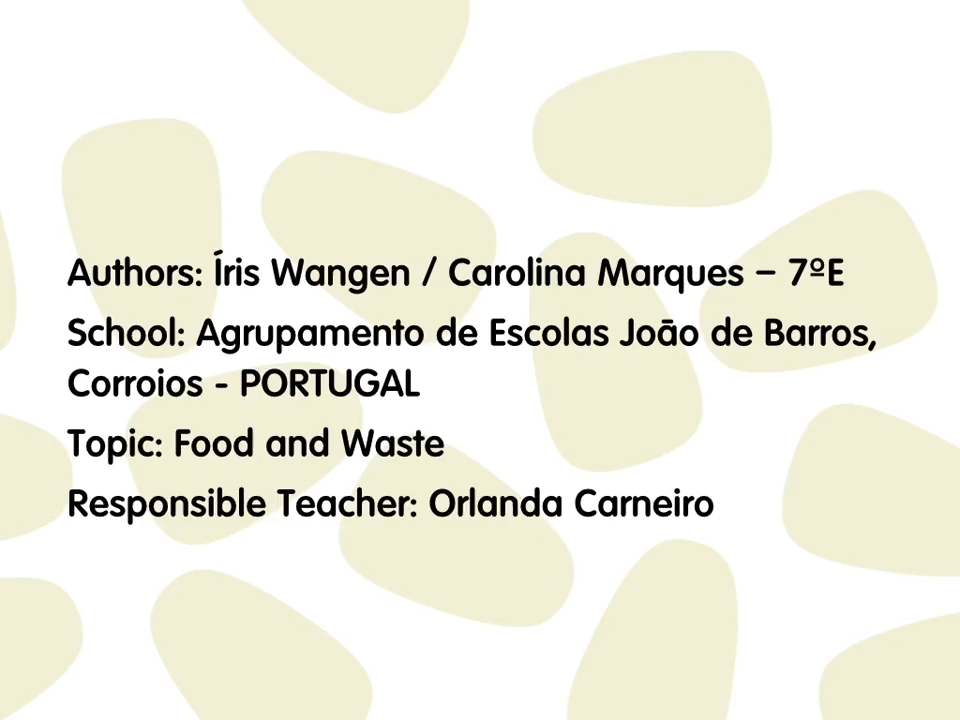 Authors: Íris Wangen / Carolina Marques – 7ºE
School: Agrupamento de Escolas João de Barros,
Corroios - PORTUGAL
Topic: Food and Waste
Responsible Teacher: Orlanda Carneiro